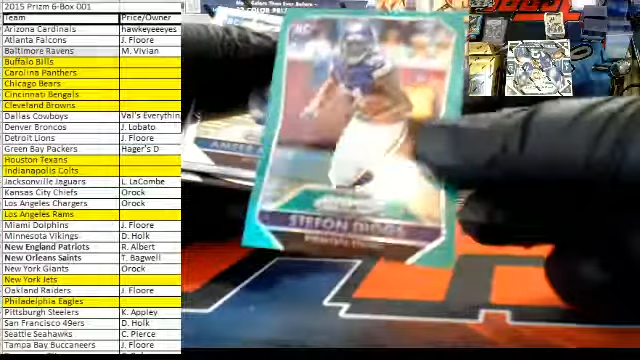 2015 Prizm 6-Box 001
Team Price/Owner
Arizona Cardinals hawkeeeyes
Atlanta Falcons J. Floore
Baltimore Ravens M. Vivian
Buffalo Bills
Carolina Panthers
Chicago Bears
Cincinnati Bengals
Cleveland Browns
Dallas Cowboys Val's Everythin
Denver Broncos J. Lobato
Detroit Lions J. Floore
Green Bay Packers Hager's D
Houston Texans
Indianapolis Colts
Jacksonville Jaguars L. LaCombe
Kansas City Chiefs Orock
Los Angeles Chargers Orock
Los Angeles Rams
Miami Dolphins J. Floore
Minnesota Vikings D. Holk
New England Patriots R. Albert
New Orleans Saints T. Bagwell
New York Giants Orock
New York Jets
Oakland Raiders J. Floore
Philadelphia Eagles
Pittsburgh Steelers K. Appley
San Francisco 49ers D. Holk
Seattle Seahawks C. Pierce
Tampa Bay Buccaneers J. Floore
STEFON DIGGS